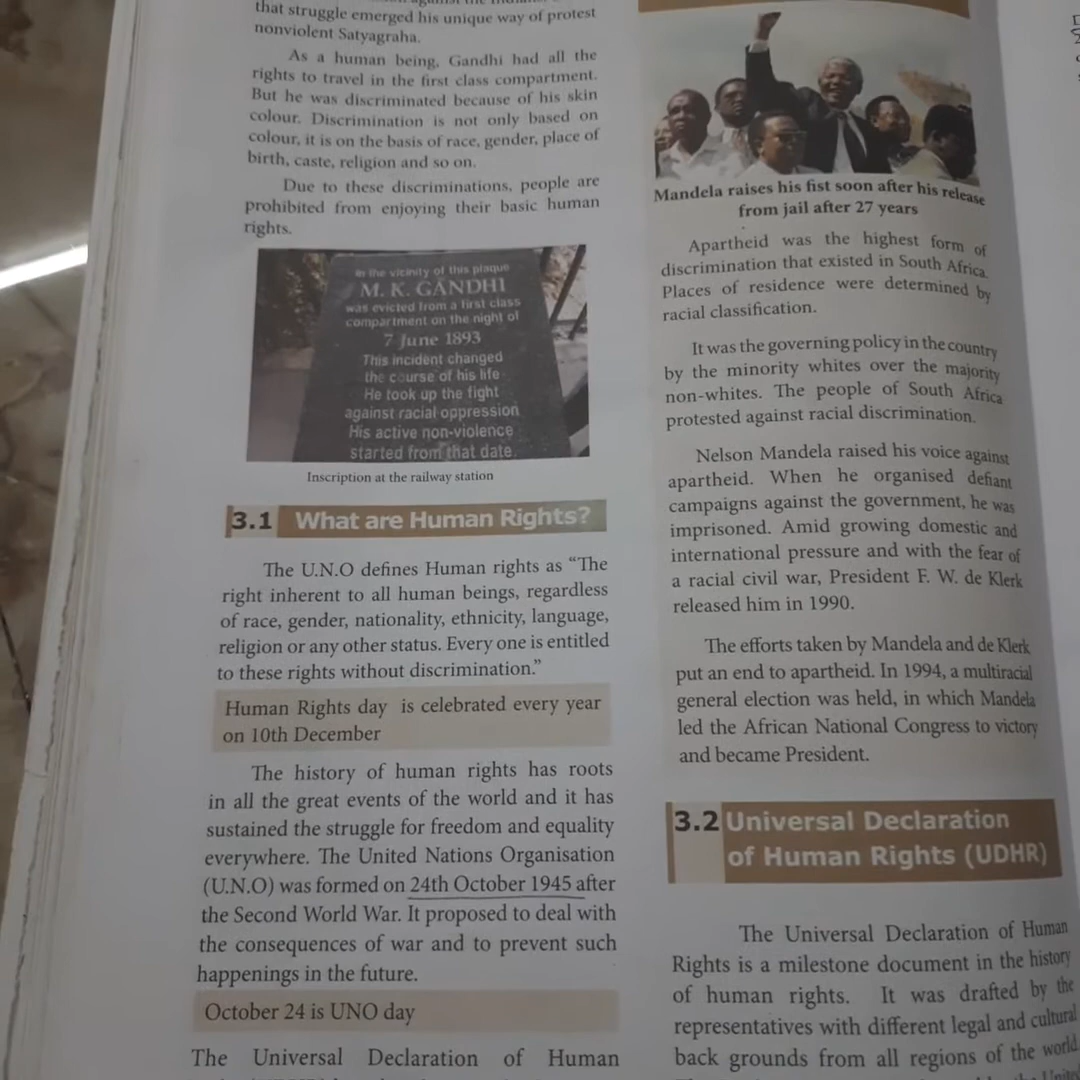 that struggle emerged his unique way of protest
nonviolent Satyagraha.
As a human being, Gandhi had all the
rights to travel in the first class compartment.
But he was discriminated because of his skin
colour. Discrimination is not only based on
colour, it is on the basis of race, gender, place of
birth, caste, religion and so on.
Due to these discriminations, people are
prohibited from enjoying their basic human
rights.
In the vicinity of this plaque
M. K. GANDHI
was evicted from a first class
compartment on the night of
7 June 1893
This incident changed
the course of his life
He took up the fight
against racial oppression
His active non-violence
started from that date.
Inscription at the railway station
3.1 What are Human Rights?
The U.N.O defines Human rights as “The
right inherent to all human beings, regardless
of race, gender, nationality, ethnicity, language,
religion or any other status. Every one is entitled
to these rights without discrimination.”
Human Rights day is celebrated every year
on 10th December
The history of human rights has roots
in all the great events of the world and it has
sustained the struggle for freedom and equality
everywhere. The United Nations Organisation
(U.N.O) was formed on 24th October 1945 after
the Second World War. It proposed to deal with
the consequences of war and to prevent such
happenings in the future.
October 24 is UNO day
The Universal Declaration of Human
Mandela raises his fist soon after his release
from jail after 27 years
Apartheid was the highest form of
discrimination that existed in South Africa.
Places of residence were determined by
racial classification.
It was the governing policy in the country
by the minority whites over the majority
non-whites. The people of South Africa
protested against racial discrimination.
Nelson Mandela raised his voice against
apartheid. When he organised defiant
campaigns against the government, he was
imprisoned. Amid growing domestic and
international pressure and with the fear of
a racial civil war, President F. W. de Klerk
released him in 1990.
The efforts taken by Mandela and de Klerk
put an end to apartheid. In 1994, a multiracial
general election was held, in which Mandela
led the African National Congress to victory
and became President.
3.2 Universal Declaration
of Human Rights (UDHR)
The Universal Declaration of Human
Rights is a milestone document in the history
of human rights. It was drafted by the
representatives with different legal and cultural
back grounds from all regions of the world